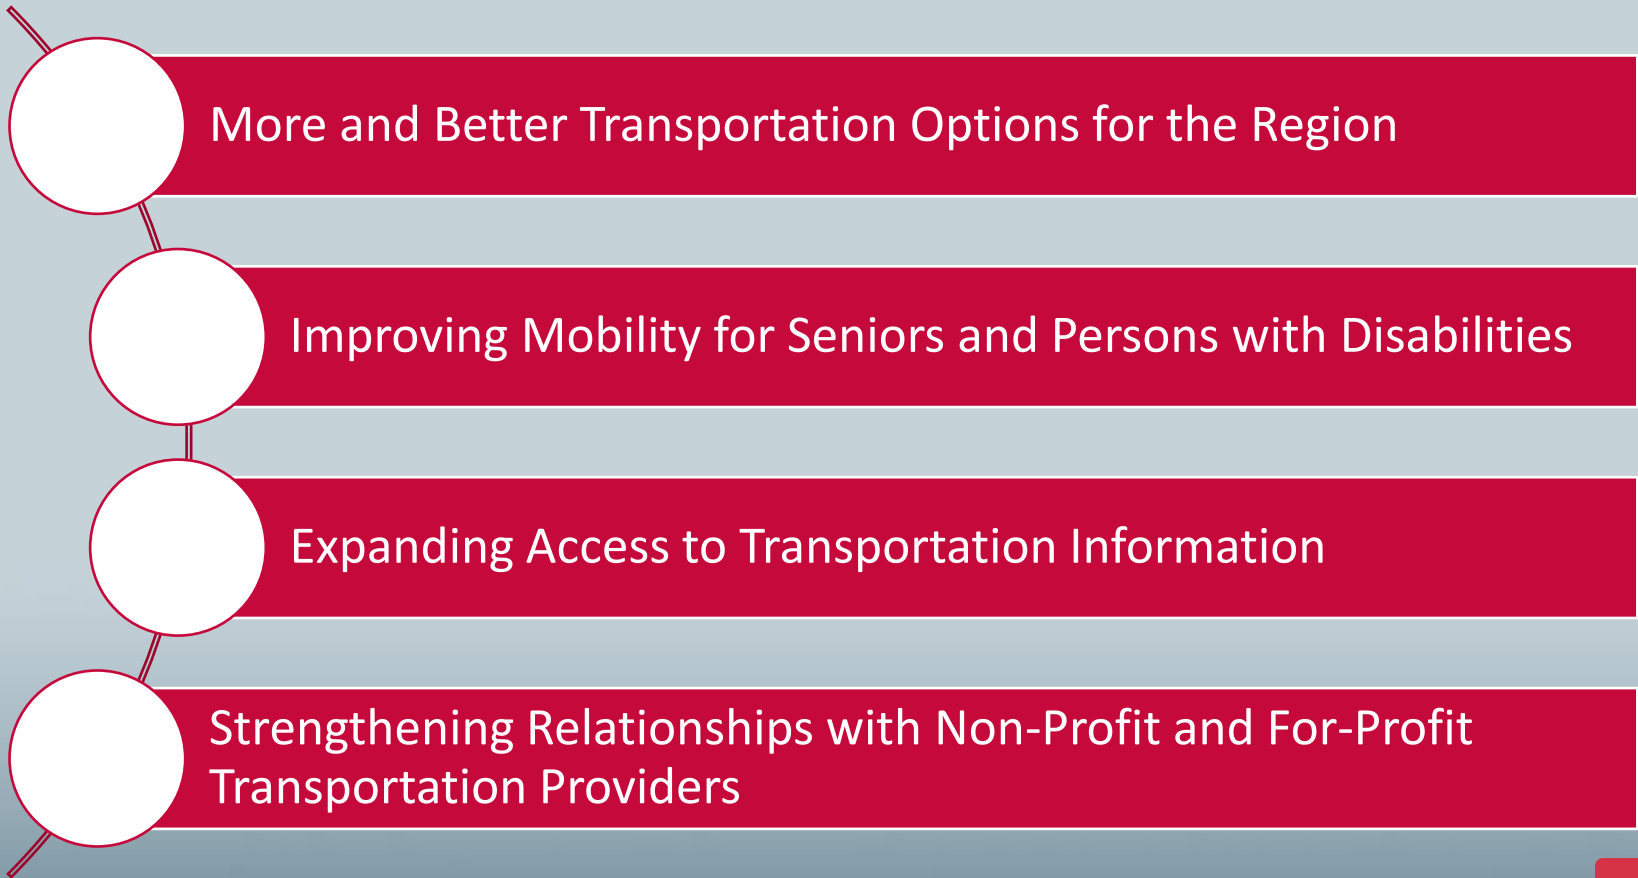 More and Better Transportation Options for the Region
Improving Mobility for Seniors and Persons with Disabilities
Expanding Access to Transportation Information
Strengthening Relationships with Non-Profit and For-Profit
Transportation Providers